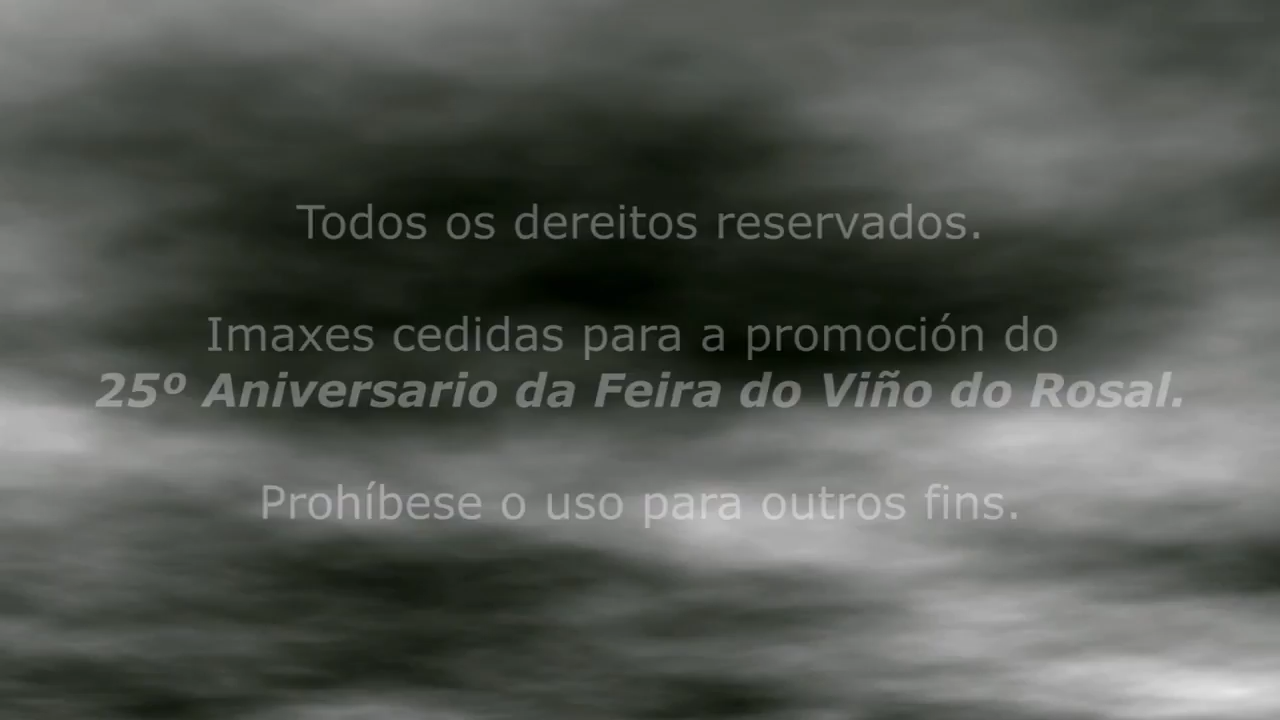 Todos os dereitos reservados.
Imaxes cedidas para a promoción do
25º Aniversario da Feira do Viño do Rosal.
Prohíbese o uso para outros fins.